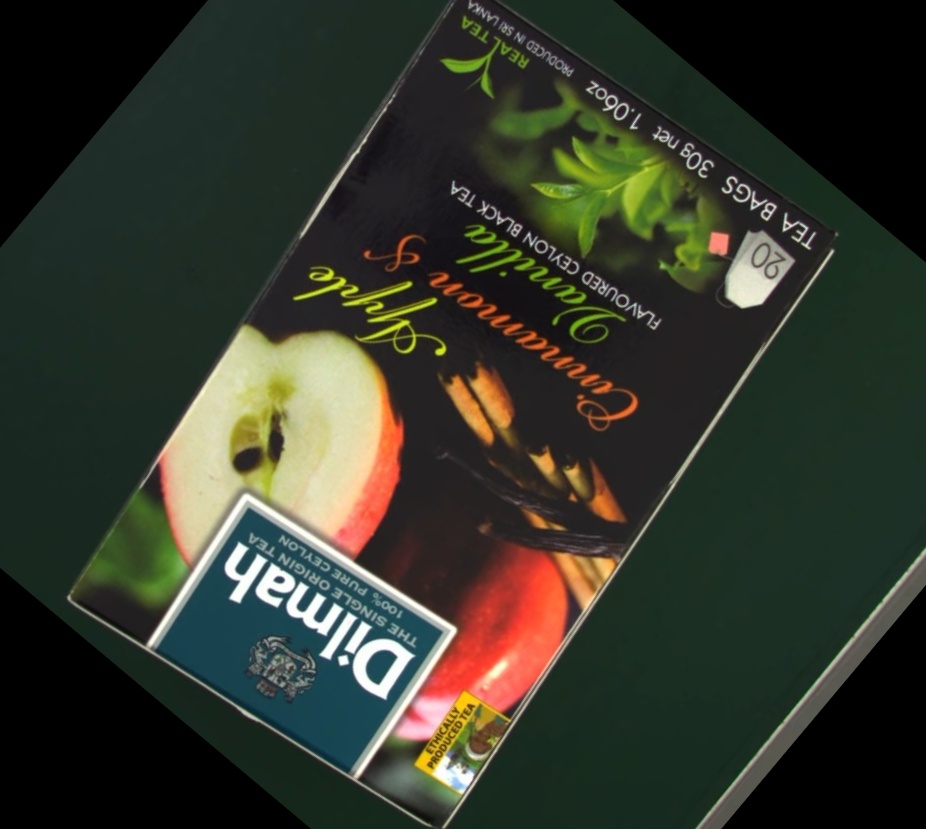 Dilmah
THE SINGLE ORIGIN TEA
100% PURE CEYLON
ETHICALLY
PRODUCED TEA
Apple
Cinnamon &
Vanilla
FLAVOURED CEYLON BLACK TEA
20
TEA BAGS 30g net 1.06oz
REAL TEA
PRODUCED IN SRI LANKA